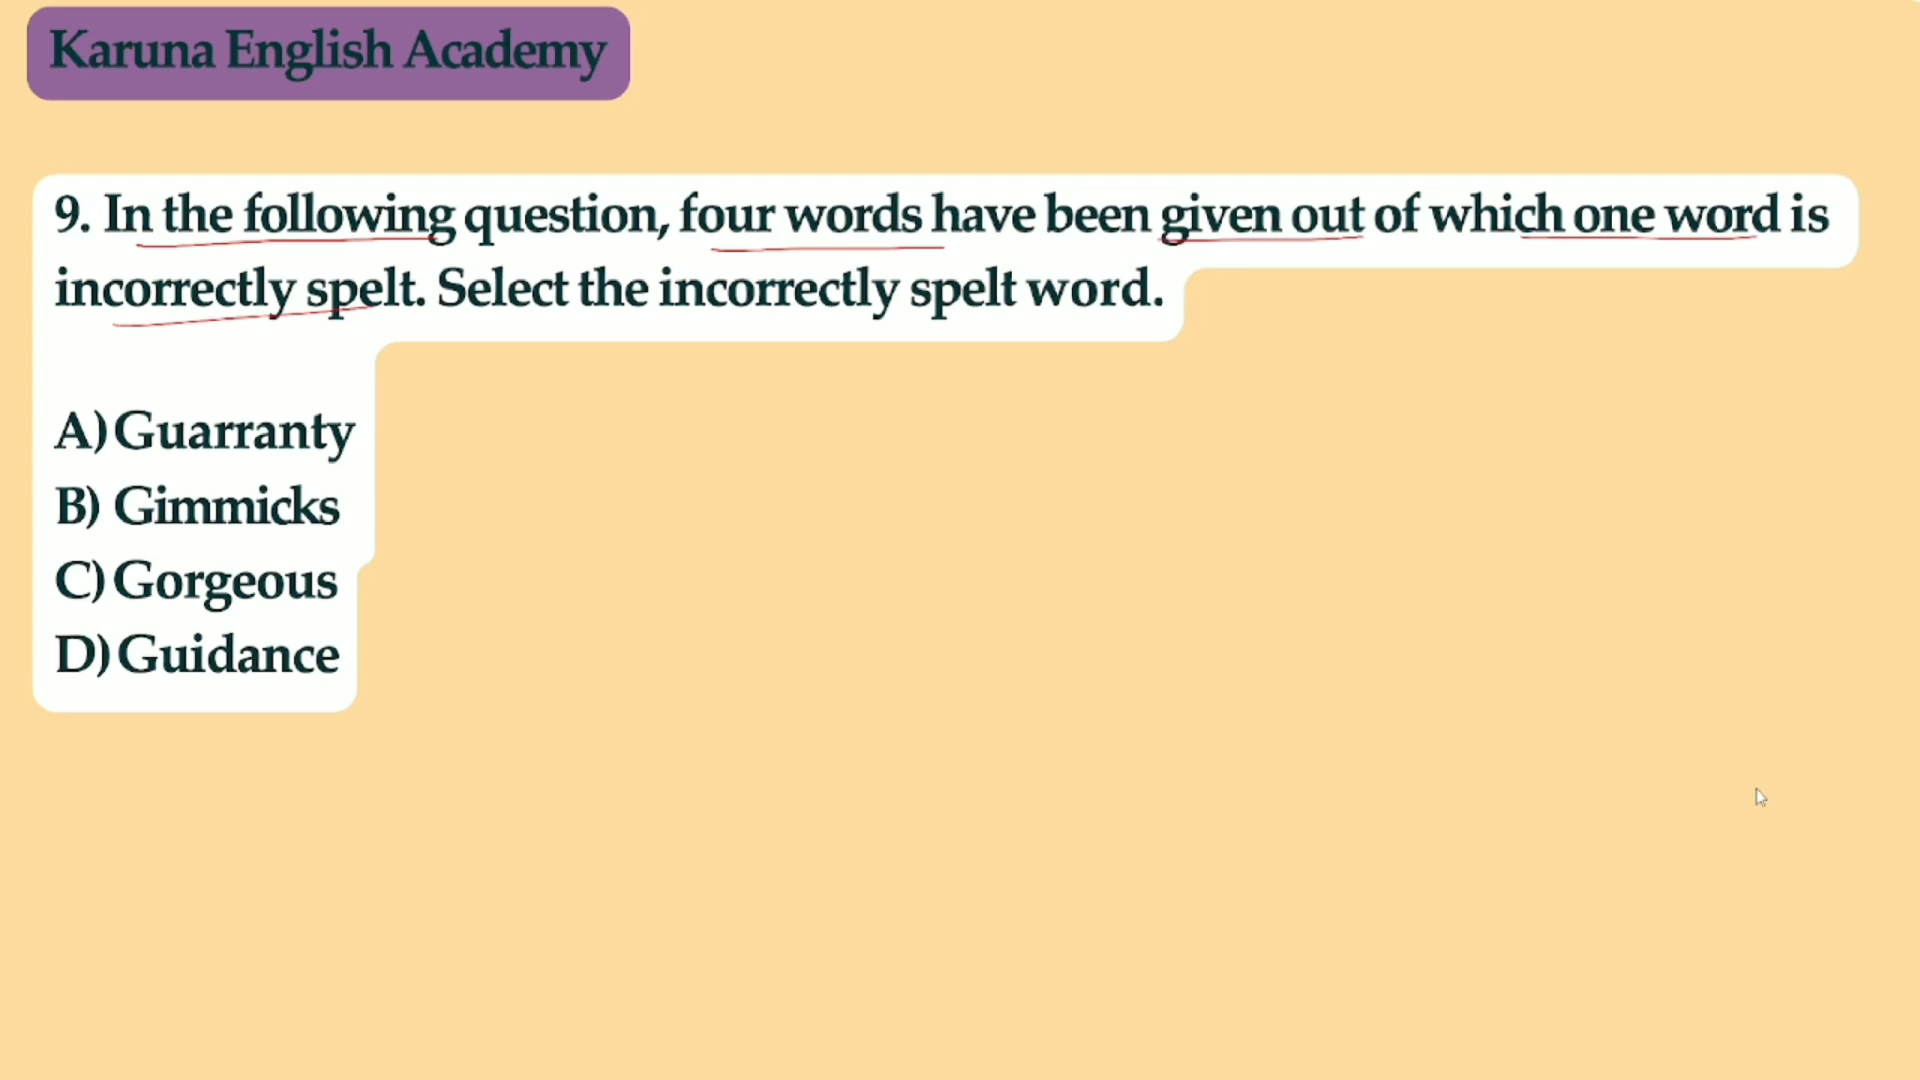 Karuna English Academy
9. In the following question, four words have been given out of which one word is
incorrectly spelt. Select the incorrectly spelt word.
A) Guarranty
B) Gimmicks
C) Gorgeous
D) Guidance